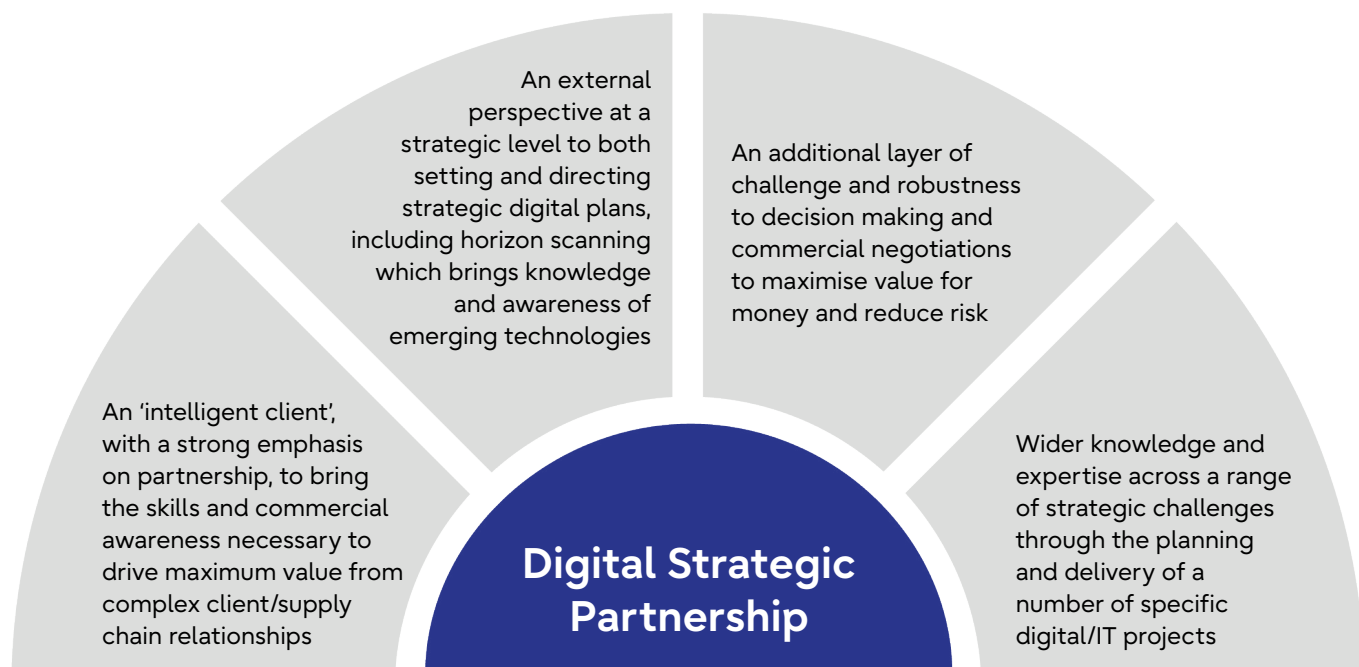 An external
perspective at a
strategic level to both
setting and directing
strategic digital plans,
including horizon scanning
which brings knowledge
and awareness of
emerging technologies
An additional layer of
challenge and robustness
to decision making and
commercial negotiations
to maximise value for
money and reduce risk
An ‘intelligent client’,
with a strong emphasis
on partnership, to bring
the skills and commercial
awareness necessary to
drive maximum value from
complex client/supply
chain relationships
Wider knowledge and
expertise across a range
of strategic challenges
through the planning
and delivery of a
number of specific
digital/IT projects
Digital Strategic
Partnership